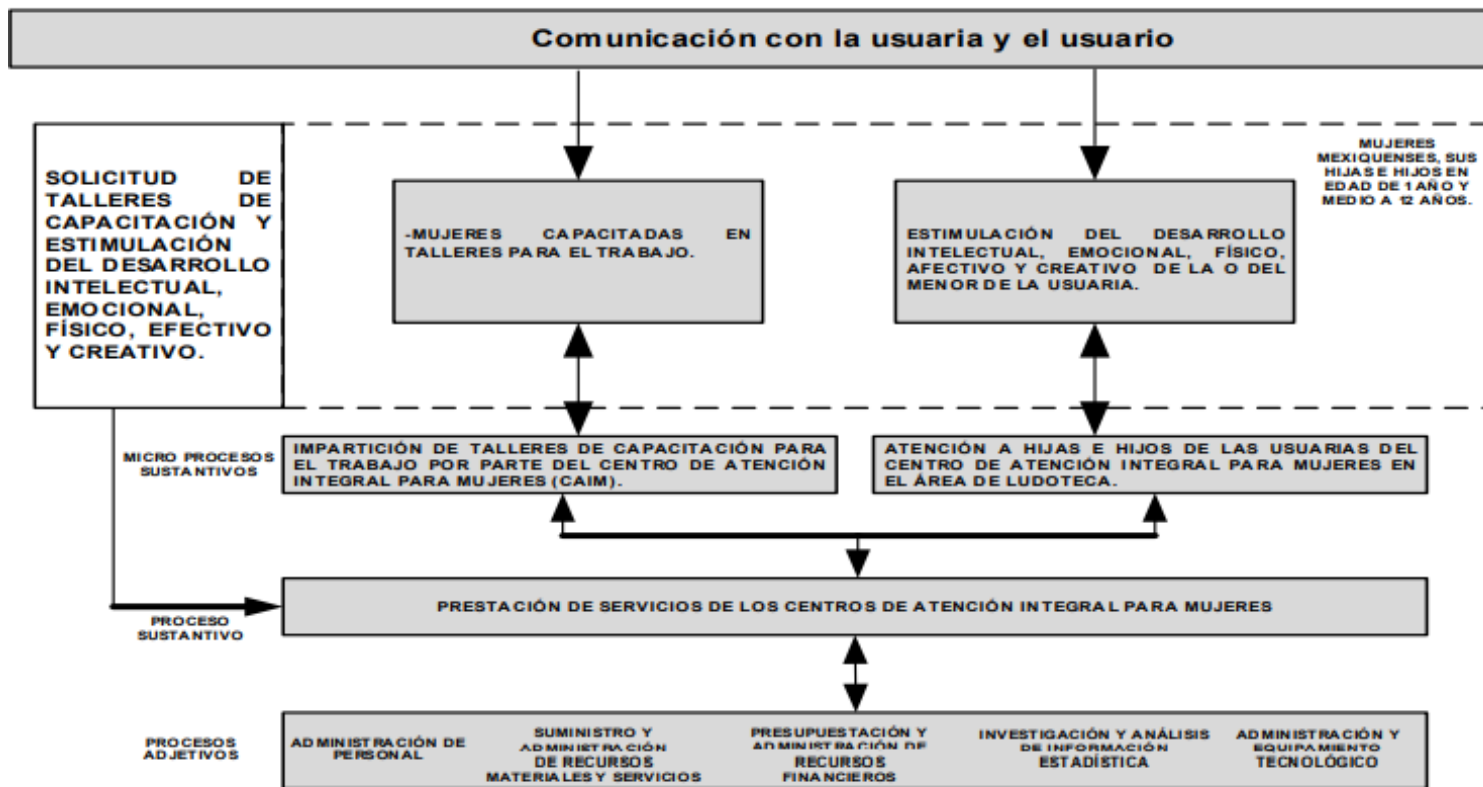 Comunicación con la usuaria y el usuario
SOLICITUD DE
TALLERES DE
CAPACITACIÓN Y
ESTIMULACIÓN
DEL DESARROLLO
INTELECTUAL,
EMOCIONAL,
FÍSICO, EFECTIVO
Y CREATIVO.
-MUJERES CAPACITADAS EN
TALLERES PARA EL TRABAJO.
ESTIMULACIÓN DEL DESARROLLO
INTELECTUAL, EMOCIONAL, FÍSICO,
AFECTIVO Y CREATIVO DE LA O DEL
MENOR DE LA USUARIA.
MUJERES
MEXIQUENSES, SUS
HIJAS E HIJOS EN
EDAD DE 1 AÑO Y
MEDIO A 12 AÑOS.
MICRO PROCESOS
SUSTANTIVOS
IMPARTICIÓN DE TALLERES DE CAPACITACIÓN PARA
EL TRABAJO POR PARTE DEL CENTRO DE ATENCIÓN
INTEGRAL PARA MUJERES (CAIM).
ATENCIÓN A HIJAS E HIJOS DE LAS USUARIAS DEL
CENTRO DE ATENCIÓN INTEGRAL PARA MUJERES EN
EL ÁREA DE LUDOTECA.
PROCESO
SUSTANTIVO
PRESTACIÓN DE SERVICIOS DE LOS CENTROS DE ATENCIÓN INTEGRAL PARA MUJERES
PROCESOS
ADJETIVOS
ADMINISTRACIÓN DE
PERSONAL
SUMINISTRO Y
ADMINISTRACIÓN
DE RECURSOS
MATERIALES Y SERVICIOS
PRESUPUESTACIÓN Y
ADMINISTRACIÓN DE
RECURSOS
FINANCIEROS
INVESTIGACIÓN Y ANÁLISIS
DE INFORMACIÓN
ESTADÍSTICA
ADMINISTRACIÓN Y
EQUIPAMIENTO
TECNOLÓGICO